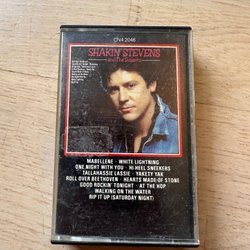 CN4 2046
SHAKIN' STEVENS
and The Sunsets
MABELLENE · WHITE LIGHTNING
ONE NIGHT WITH YOU · HI HEEL SNEEKERS
TALLAHASSIE LASSIE · YAKETY YAK
ROLL OVER BEETHOVEN · HEARTS MADE OF STONE
GOOD ROCKIN' TONIGHT · AT THE HOP
WALKING ON THE WATER
RIP IT UP (SATURDAY NIGHT)